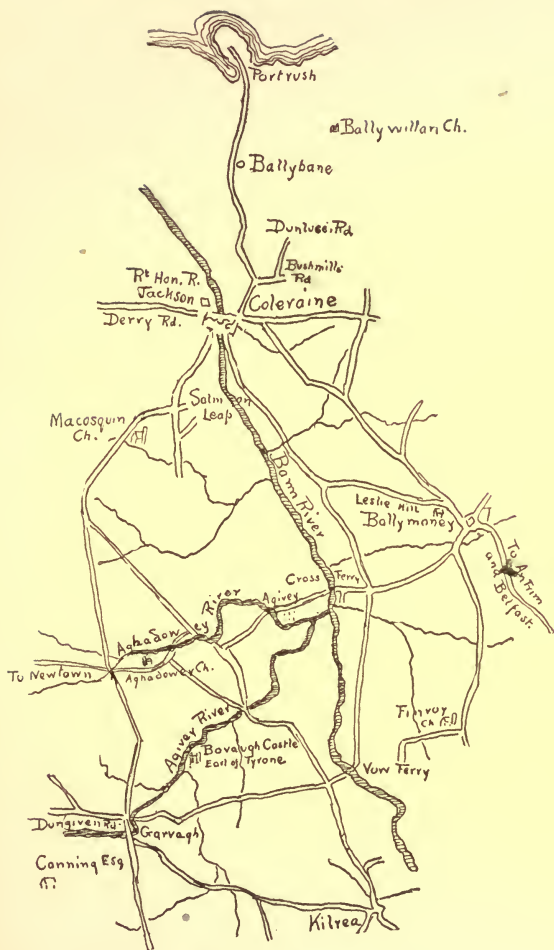 Portrush
Ballywillan Ch.
Ballybane
Dunluse Rd
Bushmills
Rd
Rt Hon. R.
Jackson
Coleraine
Derry Rd.
Salmon
Leap
Macosquin
Ch.
Bann River
Leslie Hill
Ballymoney
To Antrim
and Belfast.
Cross Ferry
Agivey
Aghadowey River
Aghadowey Ch.
To Newtown
Finvoy
Ch
Agivey River
Bovaugh Castle
Earl of Tyrone
Vow Ferry
Dungiven Rd.
Garvagh
Canning Esq
Kilrea